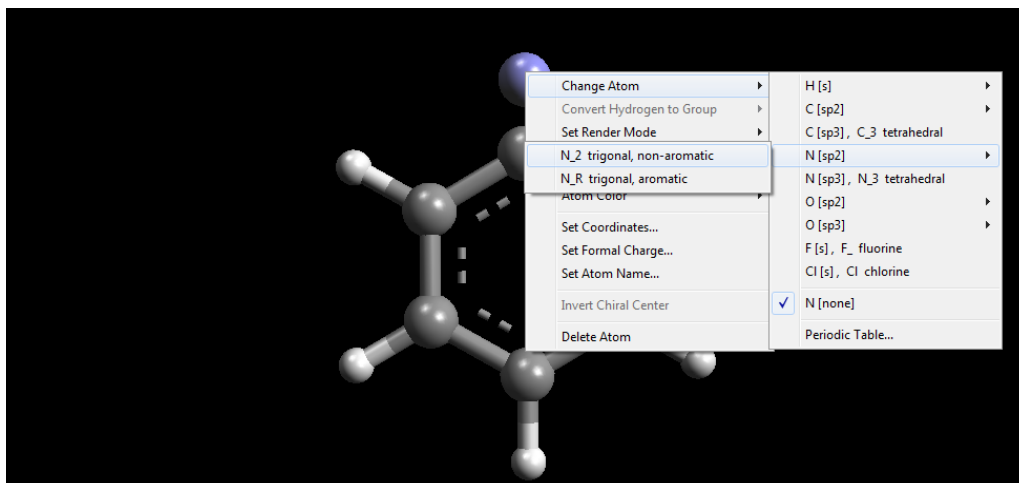 Change Atom
Convert Hydrogen to Group
Set Render Mode
N_2 trigonal, non-aromatic
N_R trigonal, aromatic
Atom Color
Set Coordinates...
Set Formal Charge...
Set Atom Name...
Invert Chiral Center
Delete Atom
H [s]
C [sp2]
C [sp3] , C_3 tetrahedral
N [sp2]
N [sp3] , N_3 tetrahedral
O [sp2]
O [sp3]
F [s] , F_ fluorine
Cl [s] , Cl chlorine
N [none]
Periodic Table...